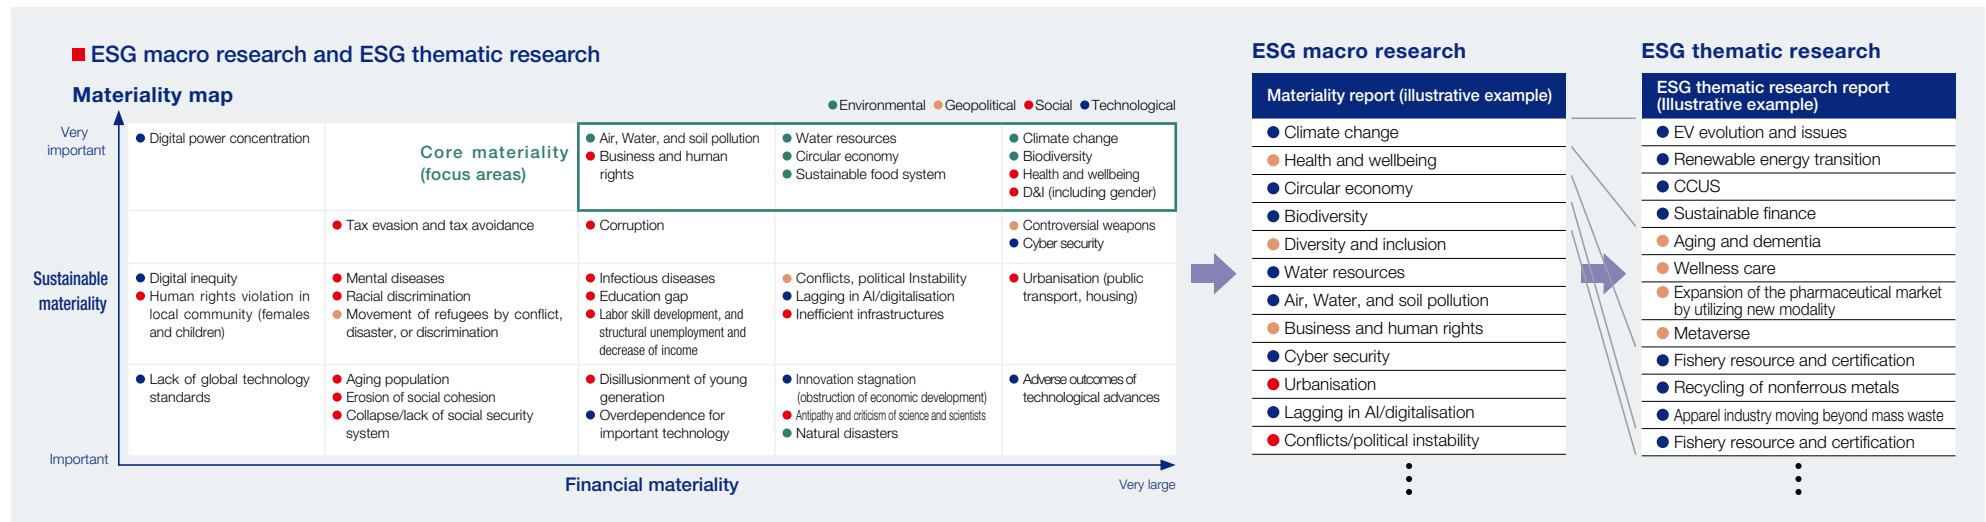 ESG macro research and ESG thematic research
Materiality map
Environmental Geopolitical Social Technological
Very
important
Sustainable
materiality
Important
Digital power concentration
Core materiality
(focus areas)
Air, Water, and soil pollution
Business and human
rights
Water resources
Circular economy
Sustainable food system
Climate change
Biodiversity
Health and wellbeing
D&I (including gender)
Tax evasion and tax avoidance
Corruption
Controversial weapons
Cyber security
Digital inequity
Human rights violation in
local community (females
and children)
Mental diseases
Racial discrimination
Movement of refugees by conflict,
disaster, or discrimination
Infectious diseases
Education gap
Labor skill development, and
structural unemployment and
decrease of income
Conflicts, political Instability
Lagging in AI/digitalisation
Inefficient infrastructures
Urbanisation (public
transport, housing)
Lack of global technology
standards
Aging population
Erosion of social cohesion
Collapse/lack of social security
system
Disillusionment of young
generation
Overdependence for
important technology
Innovation stagnation
(obstruction of economic development)
Antipathy and criticism of science and scientists
Natural disasters
Adverse outcomes of
technological advances
Financial materiality
Very large
ESG macro research
Materiality report (illustrative example)
Climate change
Health and wellbeing
Circular economy
Biodiversity
Diversity and inclusion
Water resources
Air, Water, and soil pollution
Business and human rights
Cyber security
Urbanisation
Lagging in AI/digitalisation
Conflicts/political instability
ESG thematic research
ESG thematic research report
(Illustrative example)
EV evolution and issues
Renewable energy transition
CCUS
Sustainable finance
Aging and dementia
Wellness care
Expansion of the pharmaceutical market
by utilizing new modality
Metaverse
Fishery resource and certification
Recycling of nonferrous metals
Apparel industry moving beyond mass waste
Fishery resource and certification